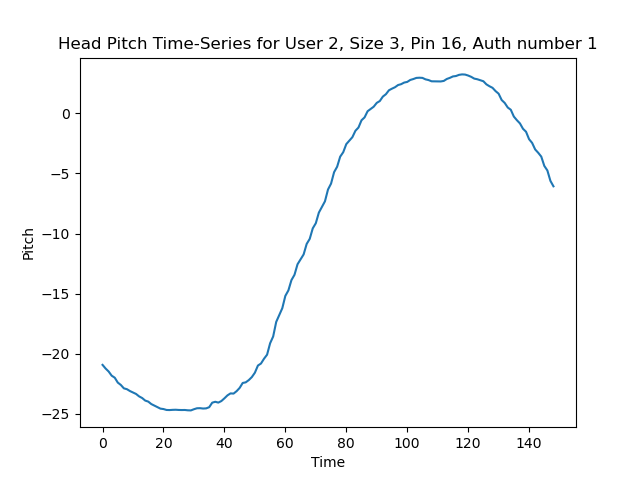 Head Pitch Time-Series for User 2, Size 3, Pin 16, Auth number 1
Pitch
0
−5
−10
−15
−20
−25
0 20 40 60 80 100 120 140
Time